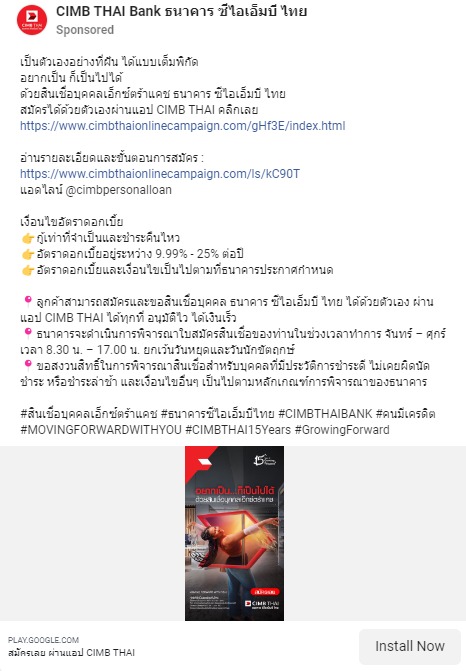 CIMB THAI Bank ธนาคาร ซีไอเอ็มบี ไทย
Sponsored
เป็นตัวเองอย่างที่ฝัน ได้แบบเต็มพิกัด
อยากเป็น ก็เป็นไปได้
ด้วยสินเชื่อบุคคลเอ็กซ์ตร้าแคช ธนาคาร ซีไอเอ็มบี ไทย
สมัครได้ด้วยตัวเองผ่านแอป CIMB THAI คลิกเลย
https://www.cimbthaionlinecampaign.com/gHf3E/index.html
อ่านรายละเอียดและขั้นตอนการสมัคร :
https://www.cimbthaionlinecampaign.com/ls/kC90T
แอดไลน์ @cimbpersonalloan
เงื่อนไขอัตราดอกเบี้ย
👉กู้เท่าที่จำเป็นและชำระคืนไหว
👉อัตราดอกเบี้ยอยู่ระหว่าง 9.99% - 25% ต่อปี
👉อัตราดอกเบี้ยและเงื่อนไขเป็นไปตามที่ธนาคารประกาศกำหนด
📍 ลูกค้าสามารถสมัครและขอสินเชื่อบุคคล ธนาคาร ซีไอเอ็มบี ไทย ได้ด้วยตัวเอง ผ่าน
แอป CIMB THAI ได้ทุกที่ อนุมัติไว ได้เงินเร็ว
📍 ธนาคารจะดำเนินการพิจารณาใบสมัครสินเชื่อของท่านในช่วงเวลาทำการ จันทร์ – ศุกร์
เวลา 8.30 น. – 17.00 น. ยกเว้นวันหยุดและวันนักขัตฤกษ์
📍 ขอสงวนสิทธิ์ในการพิจารณาสินเชื่อสำหรับบุคคลที่มีประวัติการชำระดี ไม่เคยผิดนัด
ชำระ หรือชำระล่าช้า และเงื่อนไขอื่นๆ เป็นไปตามหลักเกณฑ์การพิจารณาของธนาคาร
#สินเชื่อบุคคลเอ็กซ์ตร้าแคช #ธนาคารซีไอเอ็มบีไทย #CIMBTHAIBANK #คนมีเครดิต
#MOVINGFORWARDWITHYOU #CIMBTHAI15Years #GrowingForward
15
อยากเป็น...ก็เป็นไปได้
ด้วยสินเชื่อบุคคลเอ็กซ์ตร้าแคช
สมัครเลย
CIMB THAI
PLAY.GOOGLE.COM
สมัครเลย ผ่านแอป CIMB THAI
Install Now